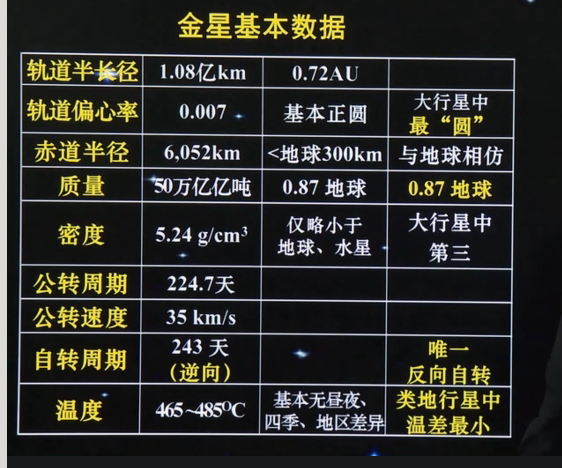 金星基本数据
轨道半长径 1.08亿km 0.72AU
轨道偏心率 0.007 基本正圆 大行星中
最“圆”
赤道半径 6,052km <地球300km 与地球相仿
质量 50万亿亿吨 0.87 地球 0.87 地球
密度 5.24 g/cm³ 仅略小于
地球、水星 大行星中
第三
公转周期 224.7天
公转速度 35 km/s
自转周期 243 天
(逆向) 唯一
反向自转
温度 465~485⁰C 基本无昼夜、
四季、地区差异 类地行星中
温差最小